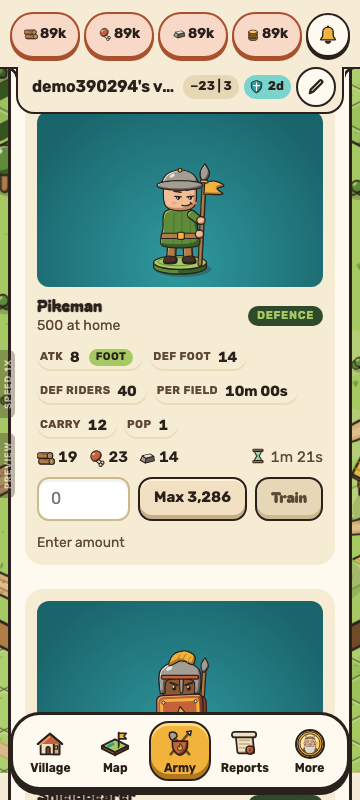 89k 89k 89k 89k
demo390294's v... −23|3 2d
Pikeman
500 at home
DEFENCE
ATK 8 FOOT DEF FOOT 14
DEF RIDERS 40 PER FIELD 10m 00s
CARRY 12 POP 1
19 23 14 1m 21s
0 Max 3,286 Train
Enter amount
SPEED 1X
PREVIEW
Village Map Army Reports More